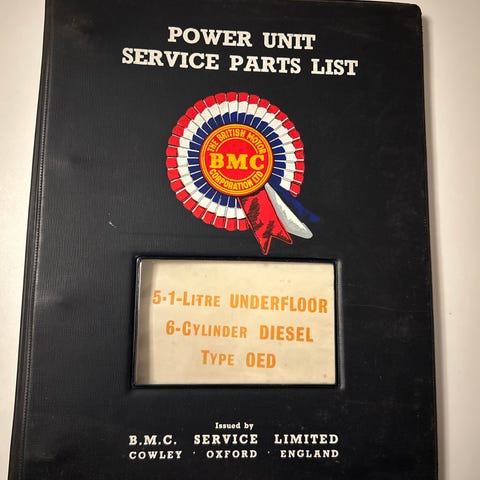 POWER UNIT
SERVICE PARTS LIST
THE BRITISH MOTOR
BMC
CORPORATION LTD
5·1-LITRE UNDERFLOOR
6-CYLINDER DIESEL
TYPE OED
Issued by
B.M.C. SERVICE LIMITED
COWLEY · OXFORD · ENGLAND